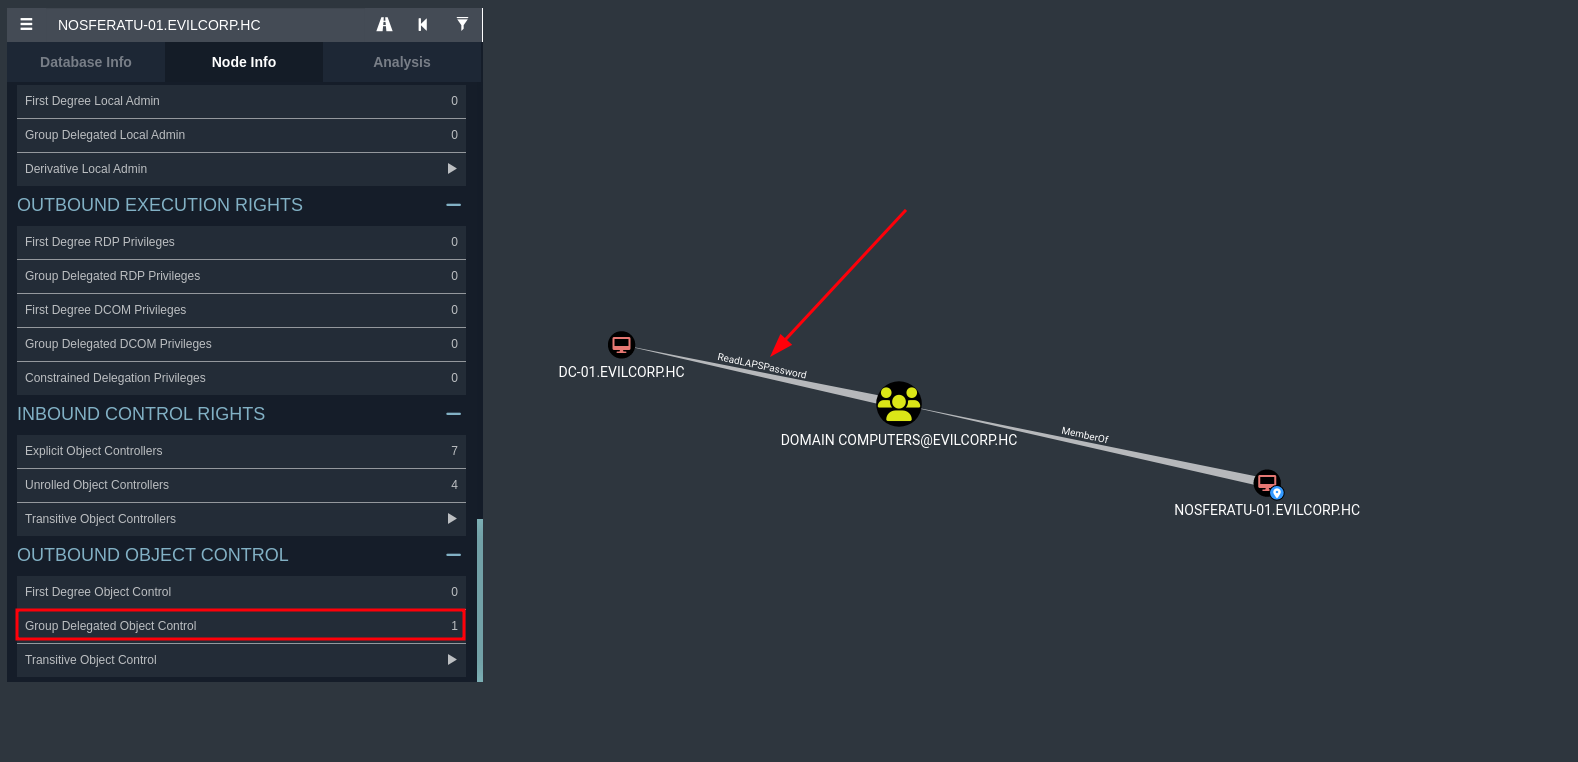 NOSFERATU-01.EVILCORP.HC
Database Info Node Info Analysis
First Degree Local Admin 0
Group Delegated Local Admin 0
Derivative Local Admin
OUTBOUND EXECUTION RIGHTS
First Degree RDP Privileges 0
Group Delegated RDP Privileges 0
First Degree DCOM Privileges 0
Group Delegated DCOM Privileges 0
Constrained Delegation Privileges 0
INBOUND CONTROL RIGHTS
Explicit Object Controllers 7
Unrolled Object Controllers 4
Transitive Object Controllers
OUTBOUND OBJECT CONTROL
First Degree Object Control 0
Group Delegated Object Control 1
Transitive Object Control
ReadLAPSPassword
DC-01.EVILCORP.HC
DOMAIN COMPUTERS@EVILCORP.HC
MemberOf
NOSFERATU-01.EVILCORP.HC